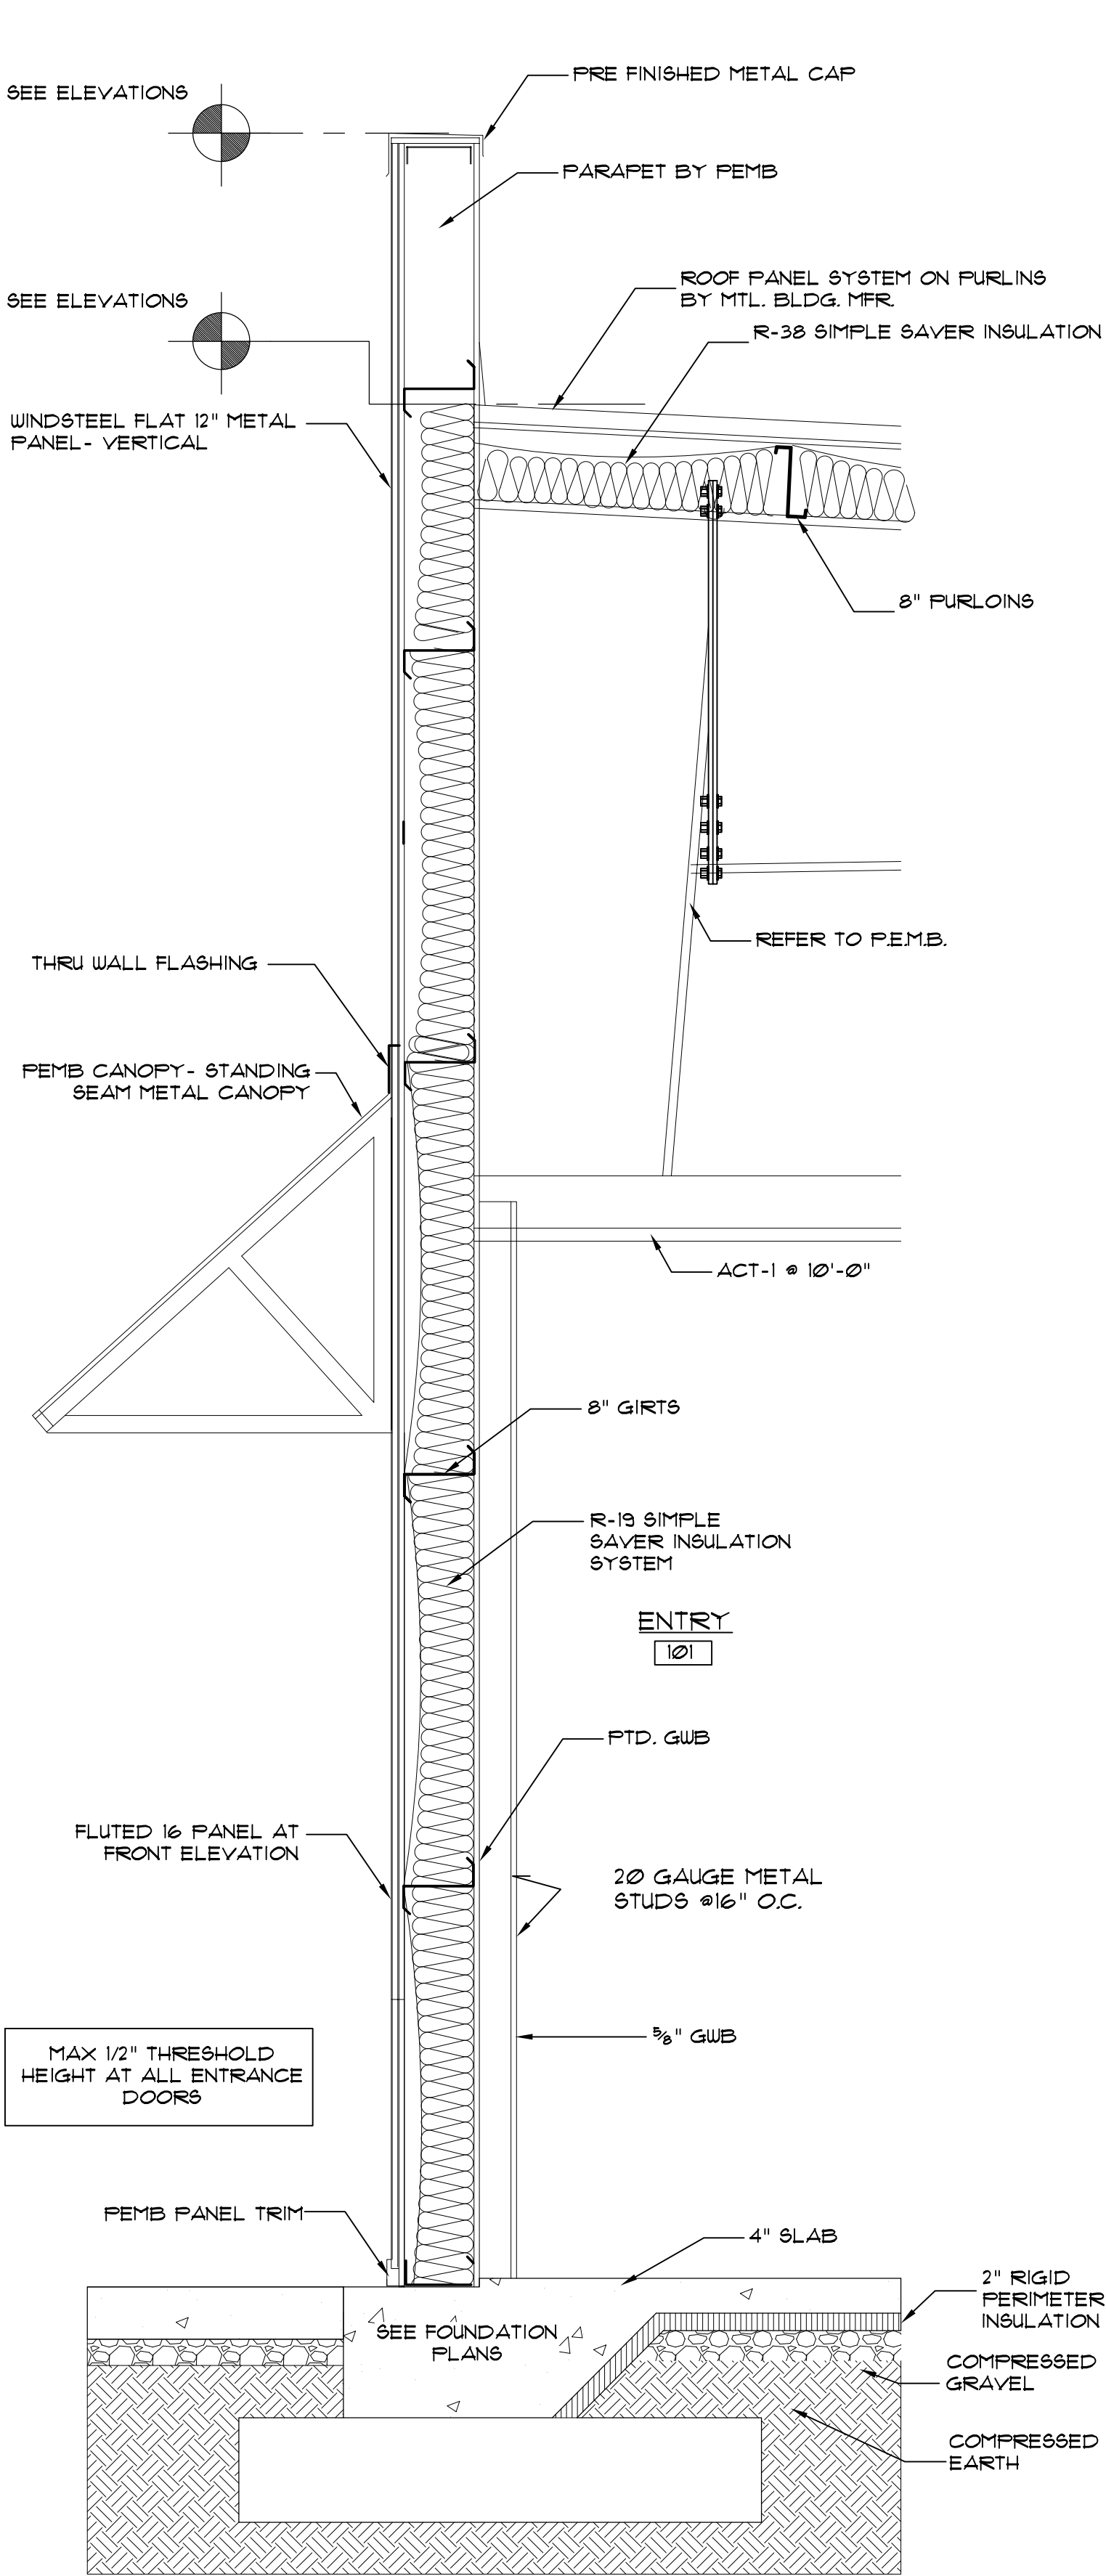 SEE ELEVATIONS
PRE FINISHED METAL CAP
PARAPET BY PEMB
SEE ELEVATIONS
ROOF PANEL SYSTEM ON PURLINS
BY MTL. BLDG. MFR.
R-38 SIMPLE SAVER INSULATION
WINDSTEEL FLAT 12" METAL
PANEL- VERTICAL
8" PURLOINS
REFER TO P.E.M.B.
THRU WALL FLASHING
PEMB CANOPY- STANDING
SEAM METAL CANOPY
ACT-1 @ 10'-0"
8" GIRTS
R-19 SIMPLE
SAVER INSULATION
SYSTEM
ENTRY
101
PTD. GWB
FLUTED 16 PANEL AT
FRONT ELEVATION
20 GAUGE METAL
STUDS @16" O.C.
5/8" GWB
MAX 1/2" THRESHOLD
HEIGHT AT ALL ENTRANCE
DOORS
PEMB PANEL TRIM
4" SLAB
2" RIGID
PERIMETER
INSULATION
SEE FOUNDATION
PLANS
COMPRESSED
GRAVEL
COMPRESSED
EARTH